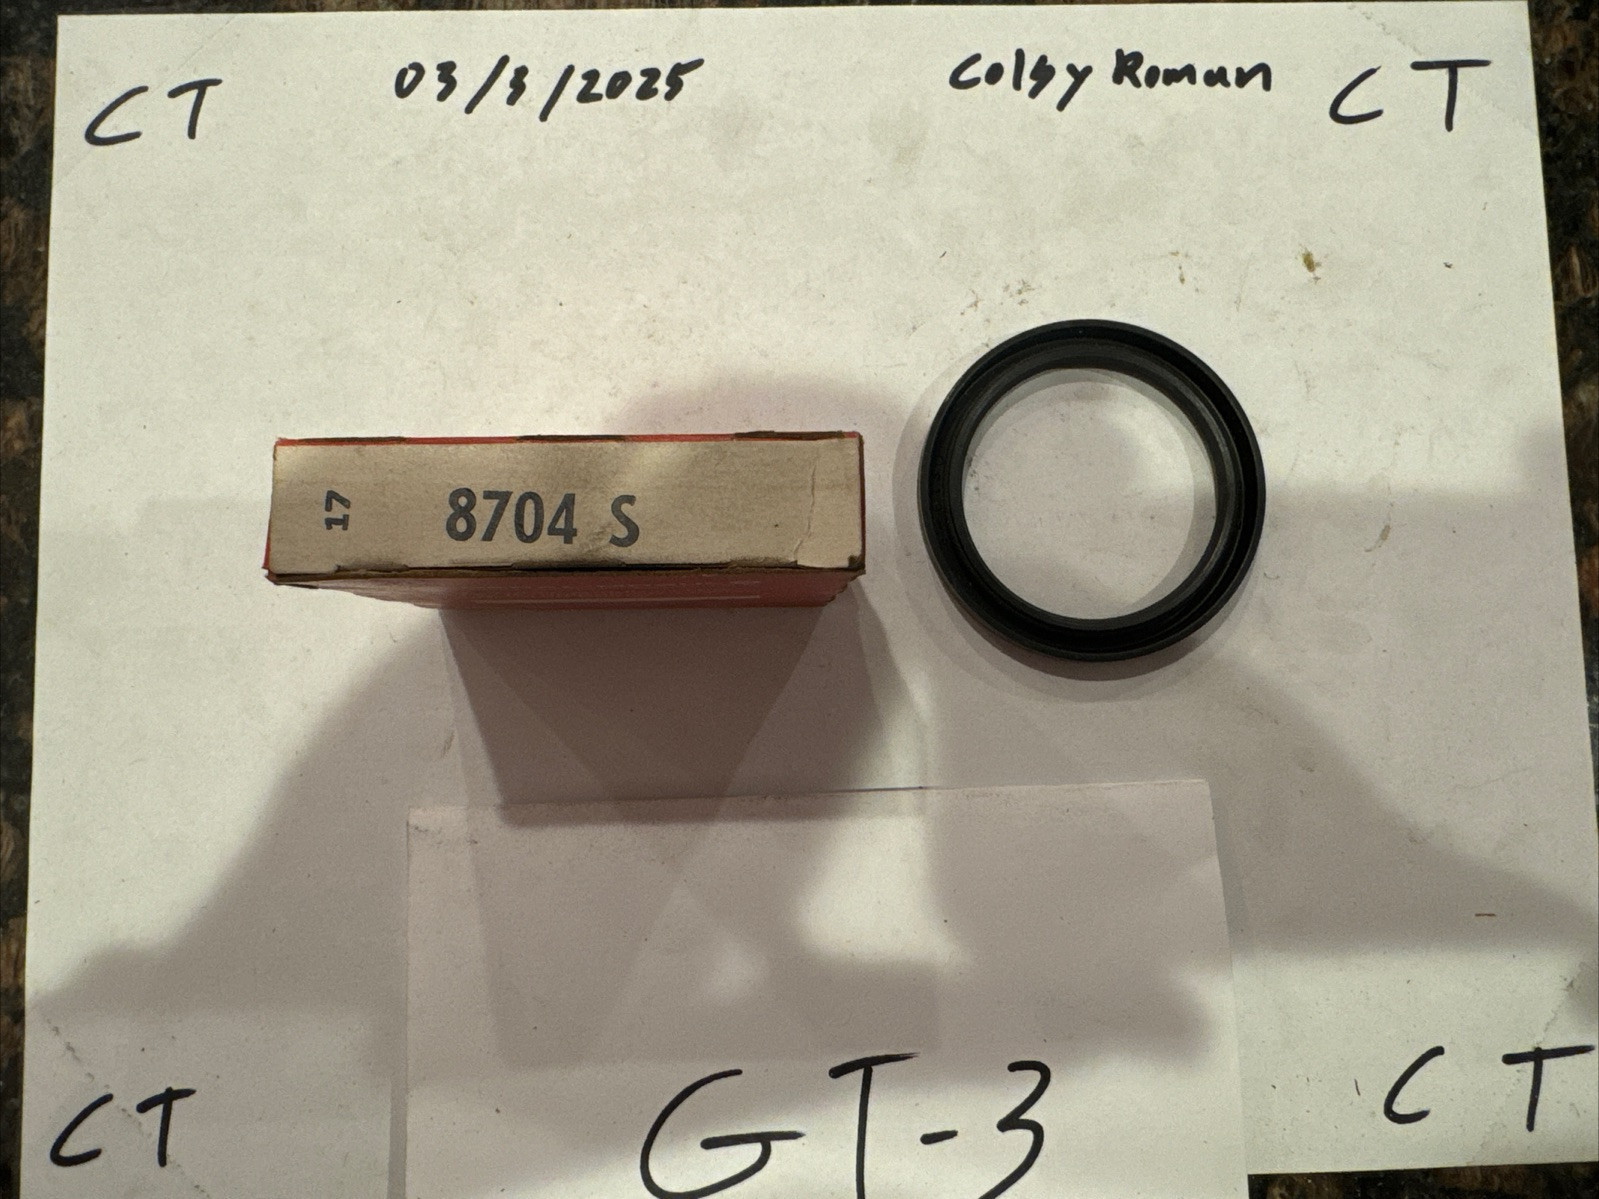 CT 03/3/2025 Colby Roman CT
17 8704 S
CT GT-3 CT